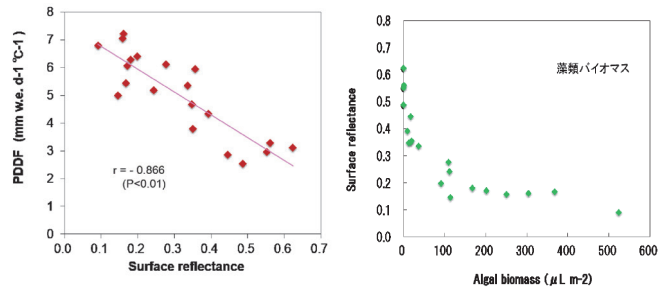 8
7
6
5
4
3
2
1
0
PDDF (mm w.e. d-1 ℃-1)
r = - 0.866
(P<0.01)
0.0 0.1 0.2 0.3 0.4 0.5 0.6 0.7
Surface reflectance
0.8
0.7
0.6
0.5
0.4
0.3
0.2
0.1
0.0
Surface reflectance
藻類バイオマス
0 100 200 300 400 500 600
Algal biomass (μL m-2)